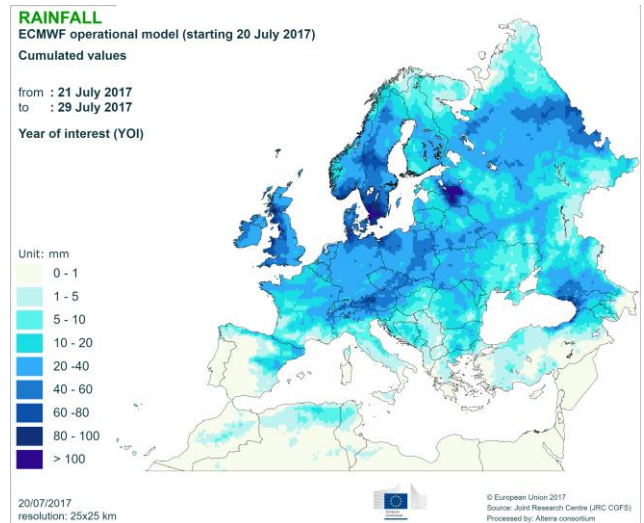 RAINFALL
ECMWF operational model (starting 20 July 2017)
Cumulated values
from : 21 July 2017
to : 29 July 2017
Year of interest (YOI)
Unit: mm
0 - 1
1 - 5
5 - 10
10 - 20
20 -40
40 - 60
60 -80
80 - 100
> 100
20/07/2017
resolution: 25x25 km
© European Union 2017
Source: Joint Research Centre (JRC CGFS)
Processed by: Alterra consortium